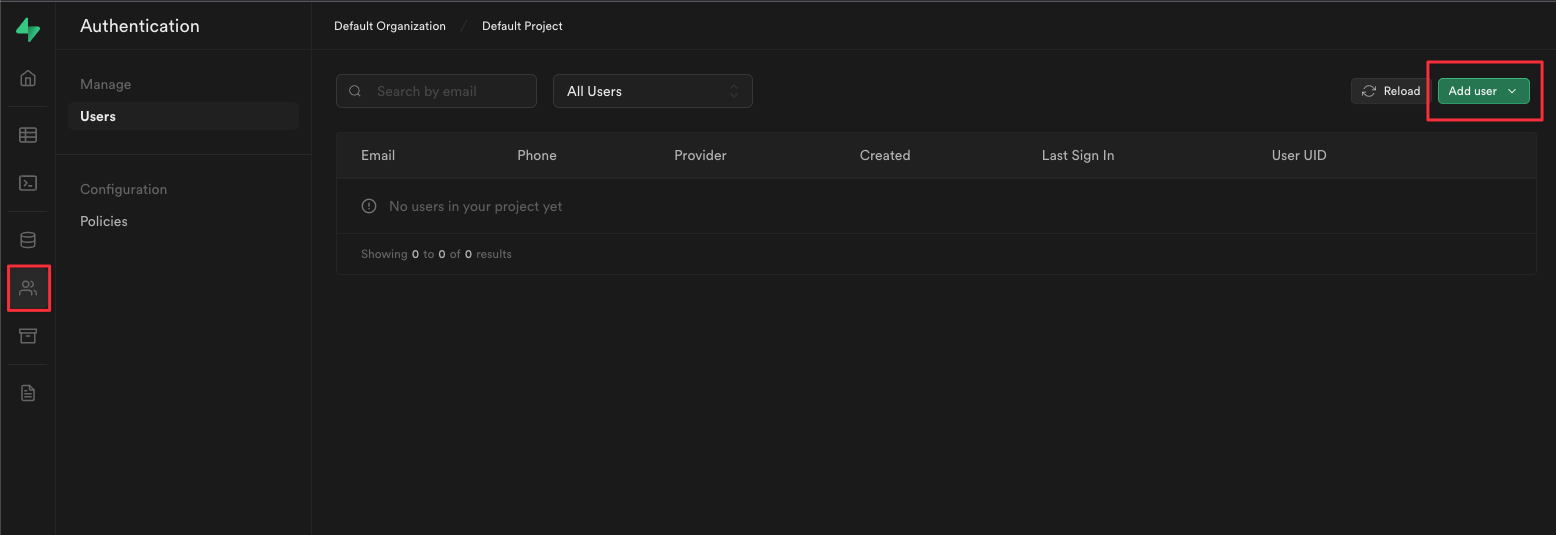 Authentication
Default Organization / Default Project
Manage
Users
Configuration
Policies
Search by email
All Users
Reload
Add user
Email Phone Provider Created Last Sign In User UID
No users in your project yet
Showing 0 to 0 of 0 results